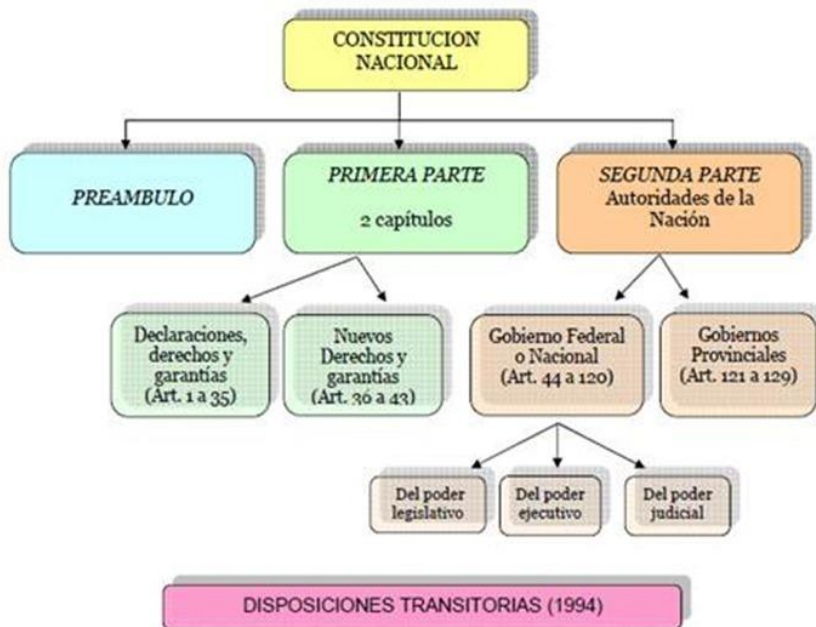 CONSTITUCION
NACIONAL
PREAMBULO
PRIMERA PARTE
2 capítulos
SEGUNDA PARTE
Autoridades de la
Nación
Declaraciones,
derechos y
garantías
(Art. 1 a 35)
Nuevos
Derechos y
garantías
(Art. 36 a 43)
Gobierno Federal
o Nacional
(Art. 44 a 120)
Gobiernos
Provinciales
(Art. 121 a 129)
Del poder
legislativo
Del poder
ejecutivo
Del poder
judicial
DISPOSICIONES TRANSITORIAS (1994)